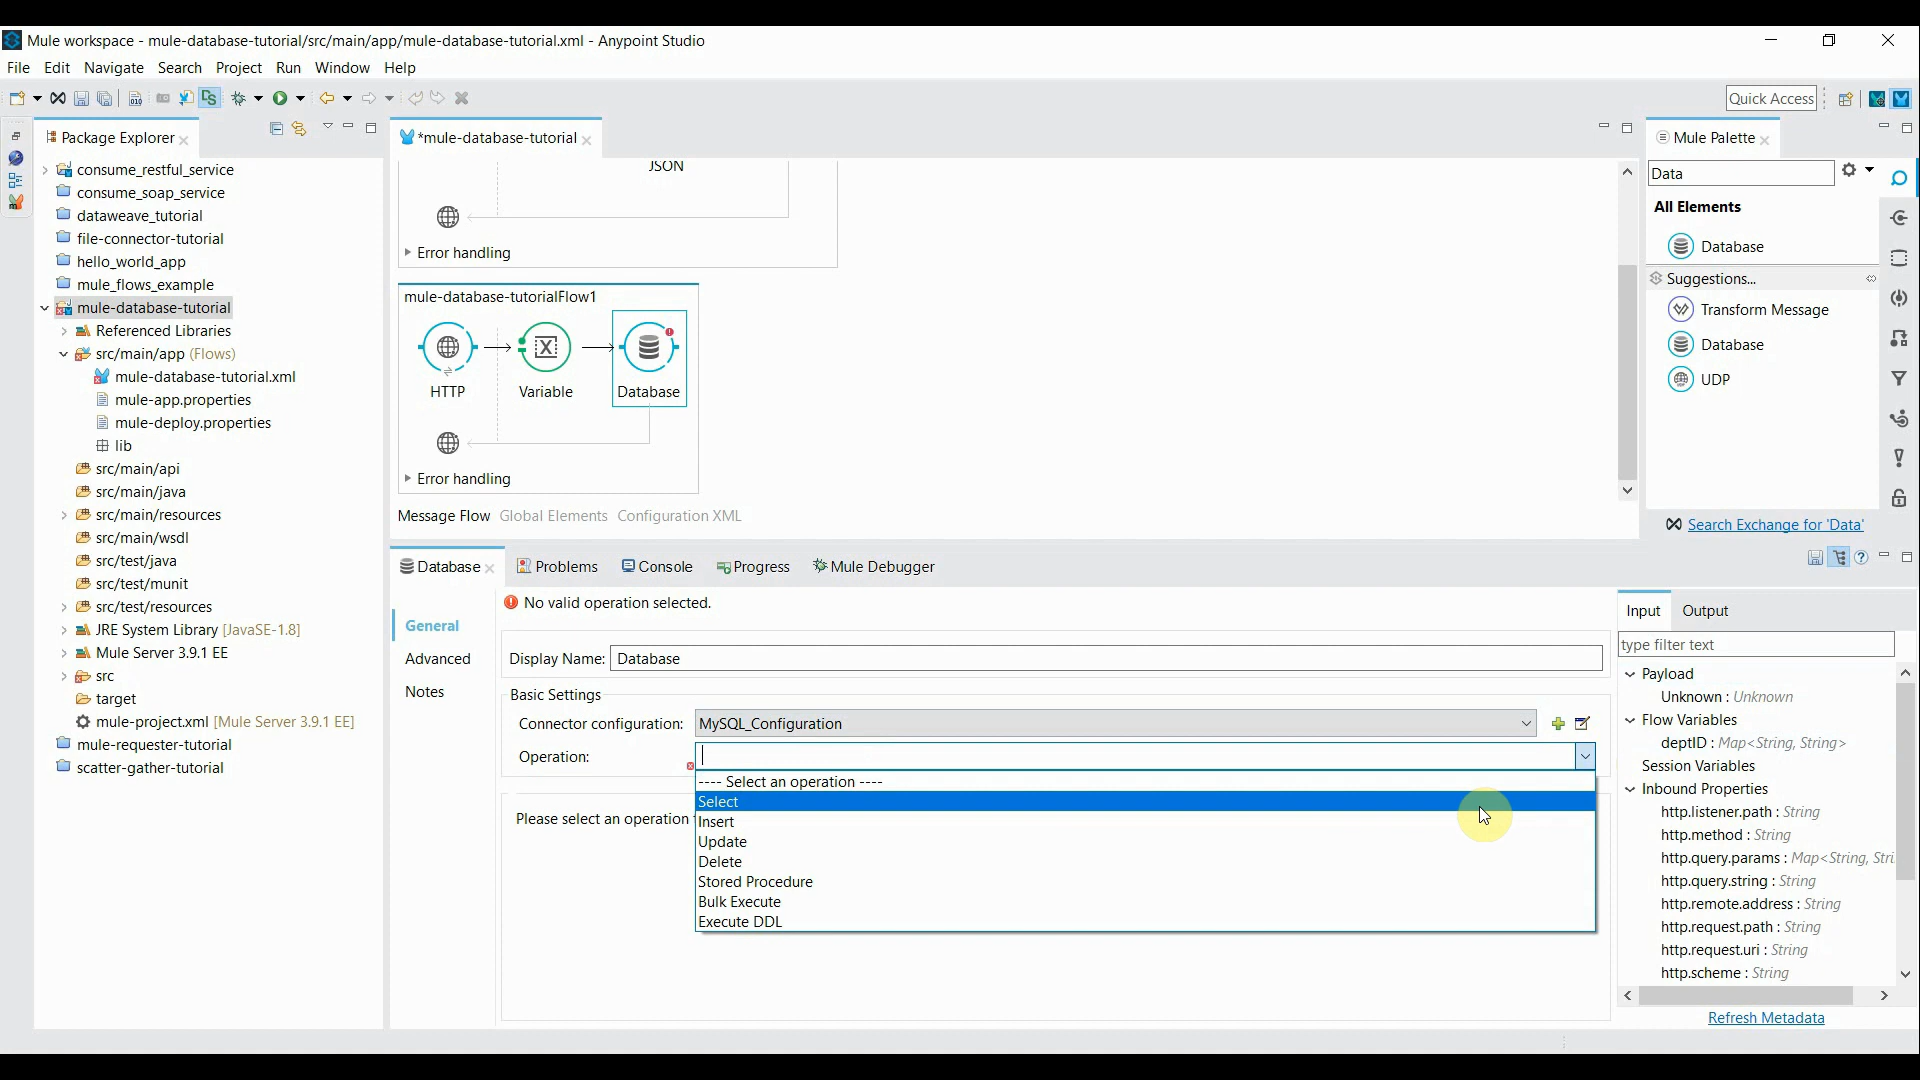 Mule workspace - mule-database-tutorial/src/main/app/mule-database-tutorial.xml - Anypoint Studio
File Edit Navigate Search Project Run Window Help
Quick Access
Package Explorer
consume_restful_service
consume_soap_service
dataweave_tutorial
file-connector-tutorial
hello_world_app
mule_flows_example
mule-database-tutorial
Referenced Libraries
src/main/app (Flows)
mule-database-tutorial.xml
mule-app.properties
mule-deploy.properties
lib
src/main/api
src/main/java
src/main/resources
src/main/wsdl
src/test/java
src/test/munit
src/test/resources
JRE System Library [JavaSE-1.8]
Mule Server 3.9.1 EE
src
target
mule-project.xml [Mule Server 3.9.1 EE]
mule-requester-tutorial
scatter-gather-tutorial
*mule-database-tutorial
JSON
Error handling
mule-database-tutorialFlow1
HTTP Variable Database
Error handling
Message Flow Global Elements Configuration XML
Mule Palette
Data
All Elements
Database
Suggestions...
Transform Message
Database
UDP
Search Exchange for 'Data'
Database Problems Console Progress Mule Debugger
General
Advanced
Notes
No valid operation selected.
Display Name: Database
Basic Settings
Connector configuration: MySQL_Configuration
Operation:
---- Select an operation ----
Select
Insert
Update
Delete
Stored Procedure
Bulk Execute
Execute DDL
Please select an operation
Input Output
type filter text
Payload
Unknown : Unknown
Flow Variables
deptID : Map<String, String>
Session Variables
Inbound Properties
http.listener.path : String
http.method : String
http.query.params : Map<String, Stri
http.query.string : String
http.remote.address : String
http.request.path : String
http.request.uri : String
http.scheme : String
Refresh Metadata